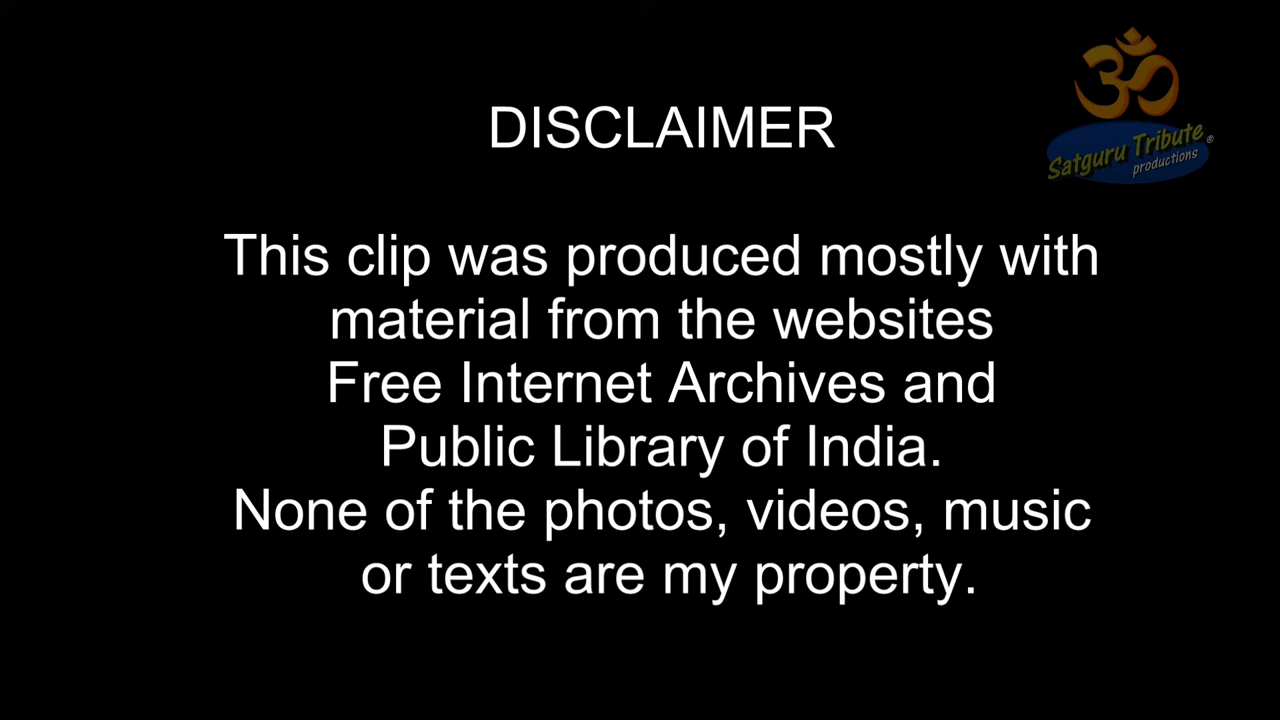 DISCLAIMER
ॐ
Satguru Tribute®
productions
This clip was produced mostly with
material from the websites
Free Internet Archives and
Public Library of India.
None of the photos, videos, music
or texts are my property.